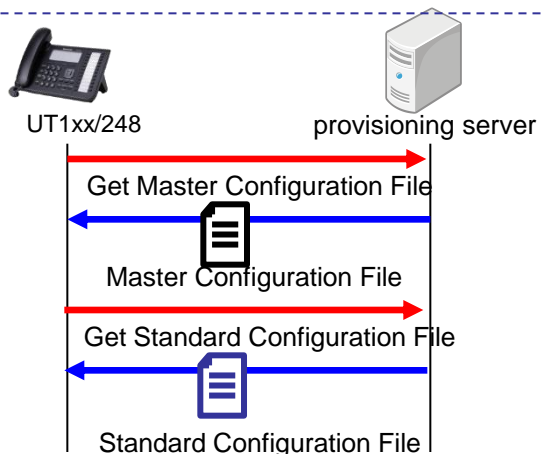 UT1xx/248
provisioning server
Get Master Configuration File
Master Configuration File
Get Standard Configuration File
Standard Configuration File